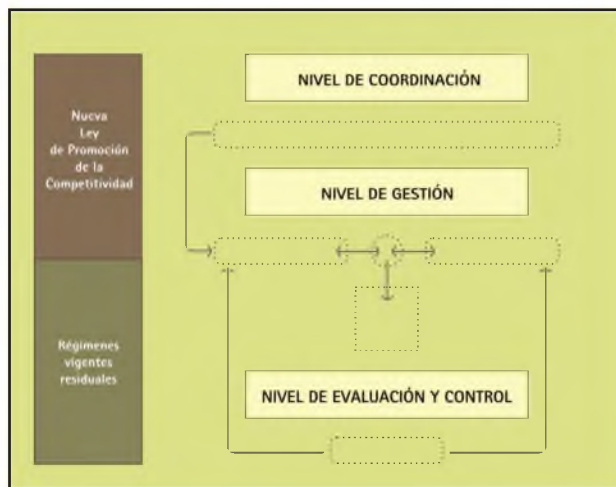 NIVEL DE COORDINACIÓN
Nueva
Ley
de Promoción
de la
Competitividad
NIVEL DE GESTIÓN
Régimenes
vigentes
residuales
NIVEL DE EVALUACIÓN Y CONTROL